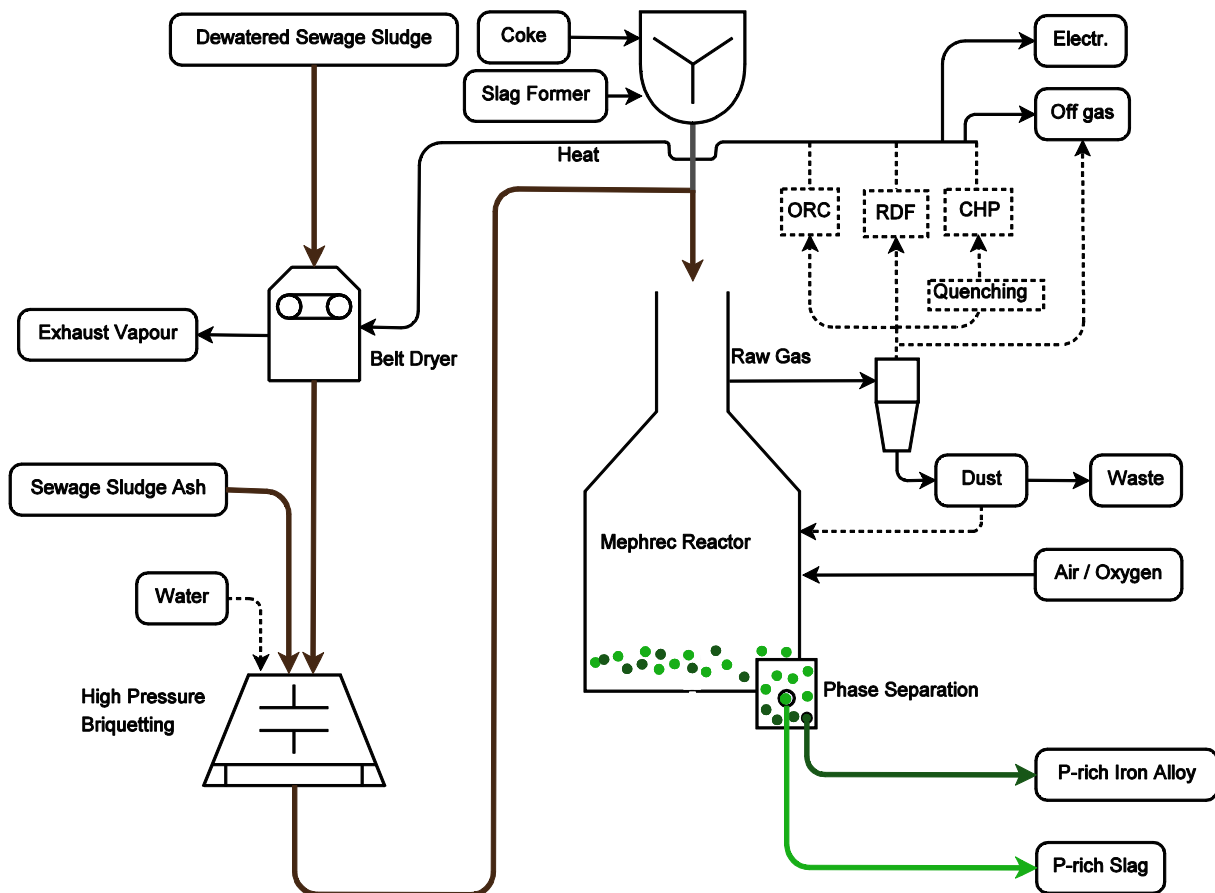 Dewatered Sewage Sludge
Coke
Electr.
Slag Former
Off gas
Heat
ORC
RDF
CHP
Quenching
Exhaust Vapour
Belt Dryer
Raw Gas
Sewage Sludge Ash
Dust
Waste
Mephrec Reactor
Air / Oxygen
Water
High Pressure
Briquetting
Phase Separation
P-rich Iron Alloy
P-rich Slag